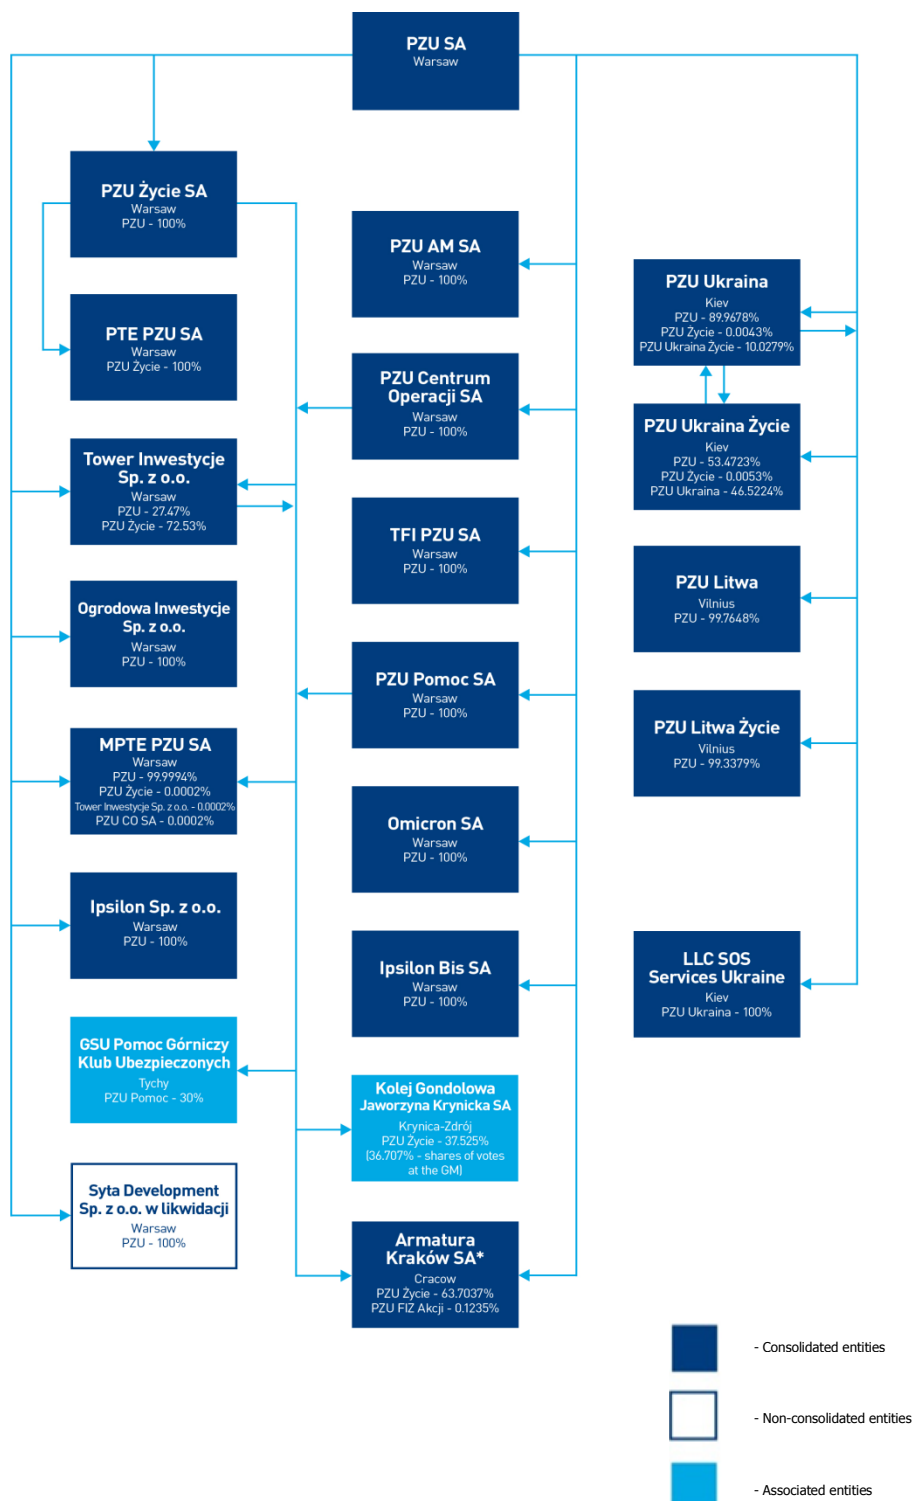 PZU SA
Warsaw
PZU Życie SA
Warsaw
PZU - 100%
PTE PZU SA
Warsaw
PZU Życie - 100%
Tower Inwestycje
Sp. z o.o.
Warsaw
PZU - 27.47%
PZU Życie - 72.53%
Ogrodowa Inwestycje
Sp. z o.o.
Warsaw
PZU - 100%
MPTE PZU SA
Warsaw
PZU - 99.9994%
PZU Życie - 0.0002%
Tower Inwestycje Sp. z o.o. - 0.0002%
PZU CO SA - 0.0002%
Ipsilon Sp. z o.o.
Warsaw
PZU - 100%
GSU Pomoc Górniczy
Klub Ubezpieczonych
Tychy
PZU Pomoc - 30%
Syta Development
Sp. z o.o. w likwidacji
Warsaw
PZU - 100%
PZU AM SA
Warsaw
PZU - 100%
PZU Centrum
Operacji SA
Warsaw
PZU - 100%
TFI PZU SA
Warsaw
PZU - 100%
PZU Pomoc SA
Warsaw
PZU - 100%
Omicron SA
Warsaw
PZU - 100%
Ipsilon Bis SA
Warsaw
PZU - 100%
Kolej Gondolowa
Jaworzyna Krynicka SA
Krynica-Zdrój
PZU Życie - 37.525%
(36.707% - shares of votes
at the GM)
Armatura
Kraków SA*
Cracow
PZU Życie - 63.7037%
PZU FIZ Akcji - 0.1235%
PZU Ukraina
Kiev
PZU - 89.9678%
PZU Życie - 0.0043%
PZU Ukraina Życie - 10.0279%
PZU Ukraina Życie
Kiev
PZU - 53.4723%
PZU Życie - 0.0053%
PZU Ukraina - 46.5224%
PZU Litwa
Vilnius
PZU - 99.7648%
PZU Litwa Życie
Vilnius
PZU - 99.3379%
LLC SOS
Services Ukraine
Kiev
PZU Ukraina - 100%
- Consolidated entities
- Non-consolidated entities
- Associated entities